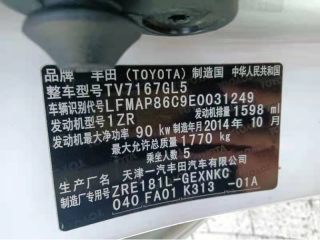 品牌 丰田 (TOYOTA) 制造国 中华人民共和国
整车型号 TV7167GL5
车辆识别代号 LFMAP86C9E0031249
发动机型号 1ZR 发动机排量 1598 ml
发动机最大净功率 90 kw 制造年月 2014 年 10 月
最大允许总质量 1770 kg
乘坐人数 5
生产厂名 天津一汽丰田汽车有限公司
制造厂专用号 ZRE181L-GEXNKC
040 FA01 K313 -01A